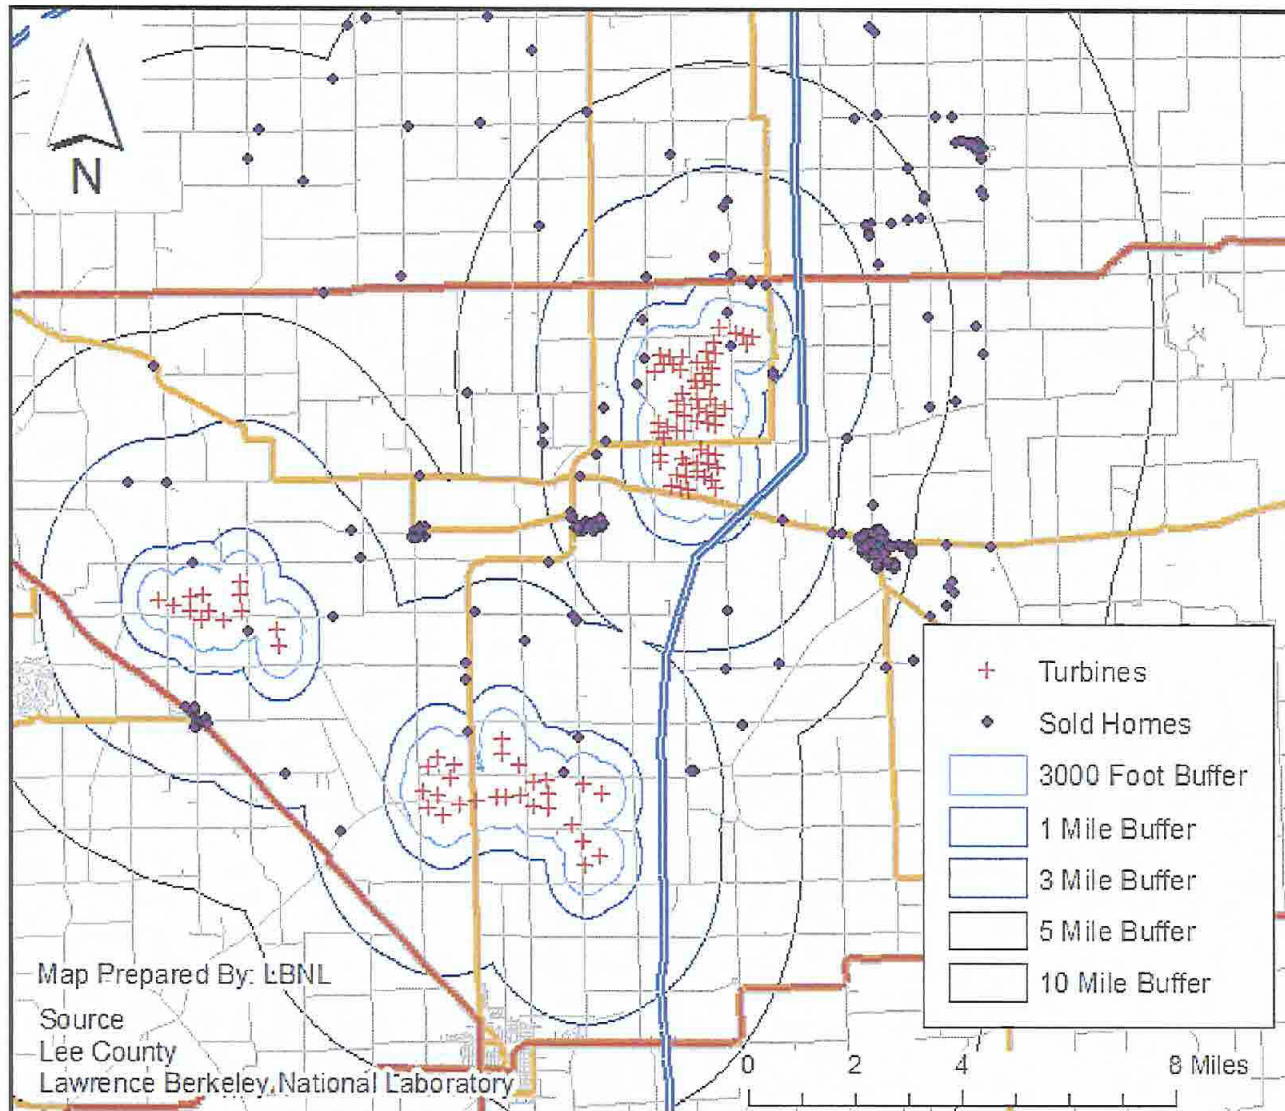 N
Turbines
Sold Homes
3000 Foot Buffer
1 Mile Buffer
3 Mile Buffer
5 Mile Buffer
10 Mile Buffer
Map Prepared By: LBNL
Source
Lee County
Lawrence Berkeley National Laboratory
0 2 4 8 Miles